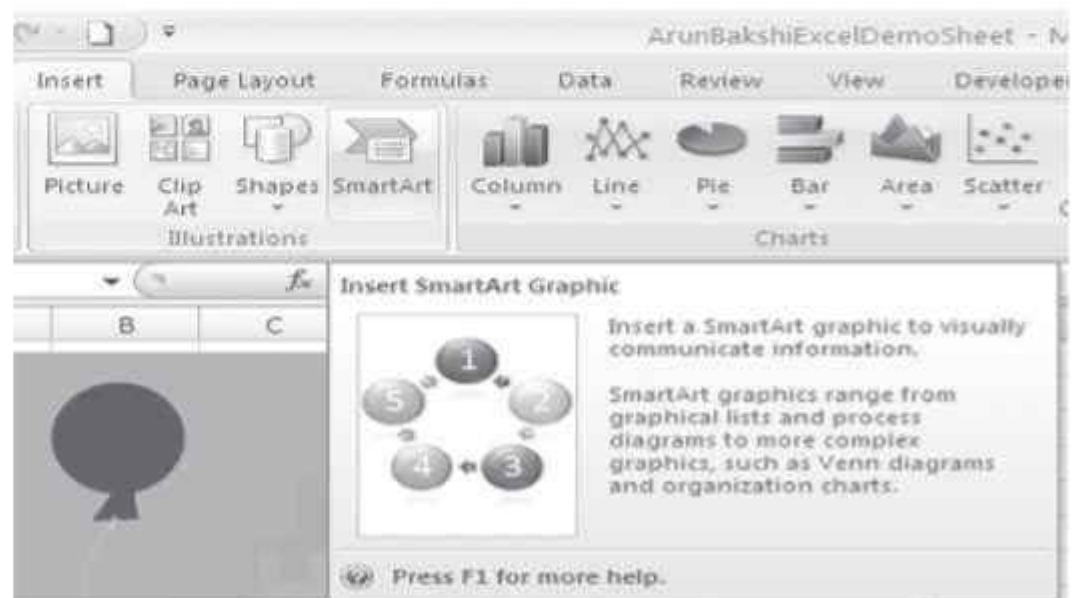 ArunBakshiExcelDemoSheet -
Insert Page Layout Formulas Data Review View Developer
Picture Clip Art Shapes SmartArt Column Line Pie Bar Area Scatter
Illustrations Charts
fx
B C
Insert SmartArt Graphic
Insert a SmartArt graphic to visually
communicate information.
SmartArt graphics range from
graphical lists and process
diagrams to more complex
graphics, such as Venn diagrams
and organization charts.
1
5 2
4 3
Press F1 for more help.